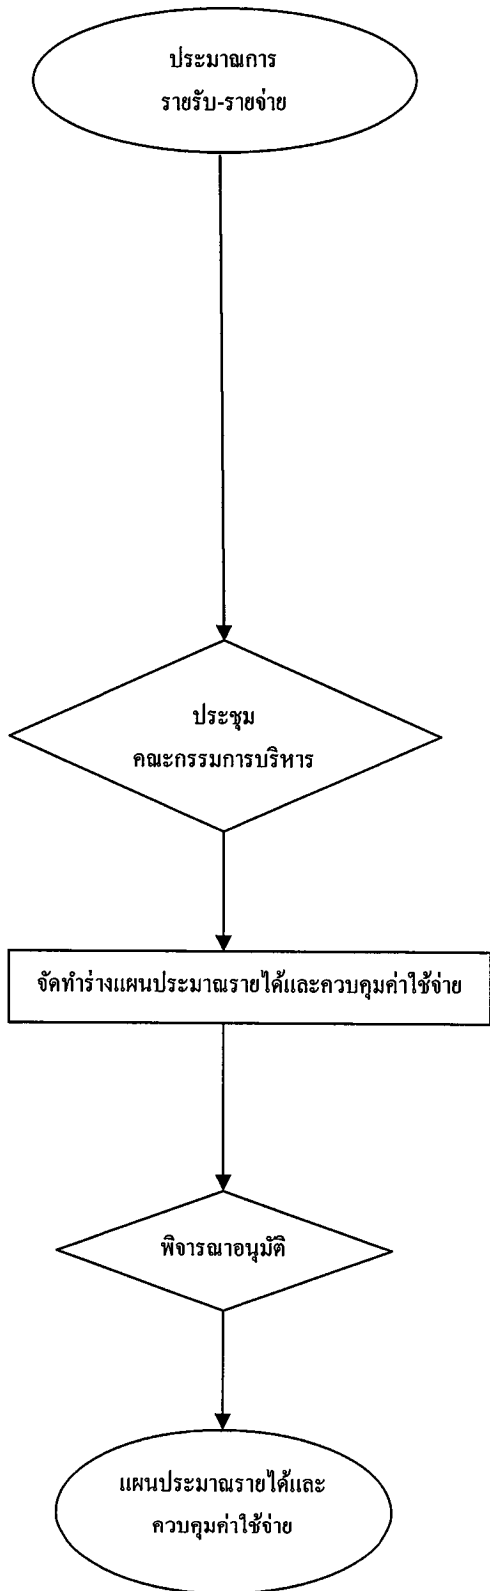 ประมาณการ
รายรับ-รายจ่าย
ประชุม
คณะกรรมการบริหาร
จัดทำร่างแผนประมาณรายได้และควบคุมค่าใช้จ่าย
พิจารณาอนุมัติ
แผนประมาณรายได้และ
ควบคุมค่าใช้จ่าย